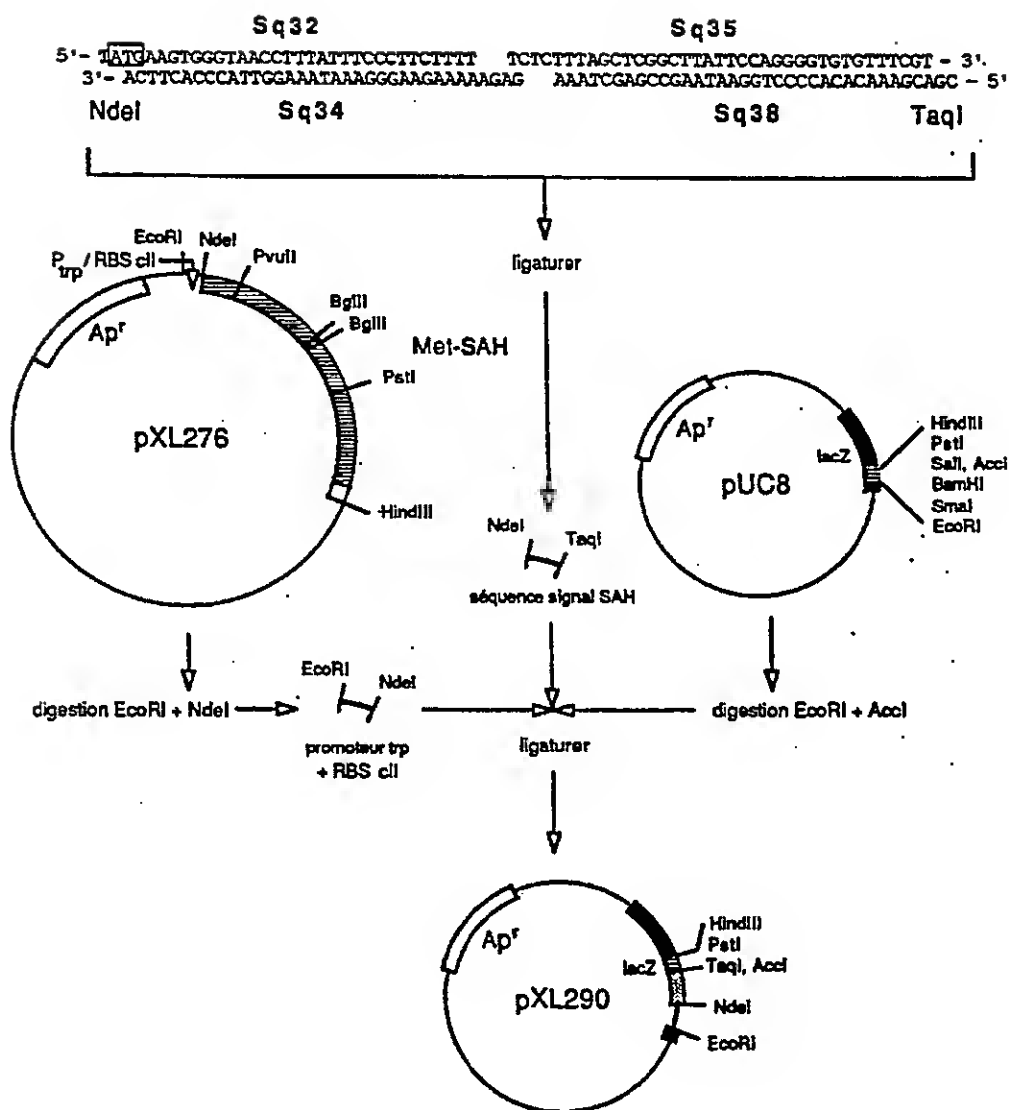 Sq32 Sq35
5'- TATGAAGTGGGTAACCTTTATTTCCCTTCTTTT TCTCTTTAGCTCGGCTTATTCCAGGGGTGTGTTTCGT - 3'.
3'- ACTTCACCCATTGGAAATAAAGGGAAGAAAAAGAG AAATCGAGCCGAATAAGGTCCCCACACAAAGCAGC - 5'
NdeI Sq34 Sq38 TaqI
ligaturer
EcoRI
NdeI
Ptrp / RBS cII
PvuII
BglII
BglII
Met-SAH
PstI
HindIII
Apr
pXL276
Apr
lacZ
pUC8
HindIII
PstI
SalI, AccI
BamHI
SmaI
EcoRI
NdeI
TaqI
séquence signal SAH
digestion EcoRI + NdeI
EcoRI
NdeI
promoteur trp
+ RBS cII
ligaturer
digestion EcoRI + AccI
Apr
lacZ
pXL290
HindIII
PstI
TaqI, AccI
NdeI
EcoRI